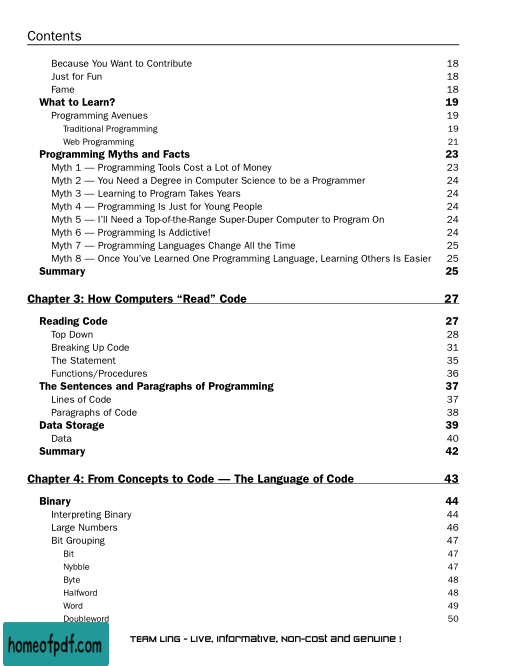 Contents
Because You Want to Contribute 18
Just for Fun 18
Fame 18
What to Learn? 19
Programming Avenues 19
Traditional Programming 19
Web Programming 21
Programming Myths and Facts 23
Myth 1 — Programming Tools Cost a Lot of Money 23
Myth 2 — You Need a Degree in Computer Science to be a Programmer 24
Myth 3 — Learning to Program Takes Years 24
Myth 4 — Programming Is Just for Young People 24
Myth 5 — I’ll Need a Top-of-the-Range Super-Duper Computer to Program On 24
Myth 6 — Programming Is Addictive! 24
Myth 7 — Programming Languages Change All the Time 25
Myth 8 — Once You’ve Learned One Programming Language, Learning Others Is Easier 25
Summary 25
Chapter 3: How Computers “Read” Code 27
Reading Code 27
Top Down 28
Breaking Up Code 31
The Statement 35
Functions/Procedures 36
The Sentences and Paragraphs of Programming 37
Lines of Code 37
Paragraphs of Code 38
Data Storage 39
Data 40
Summary 42
Chapter 4: From Concepts to Code — The Language of Code 43
Binary 44
Interpreting Binary 44
Large Numbers 46
Bit Grouping 47
Bit 47
Nybble 47
Byte 48
Halfword 48
Word 49
Doubleword 50
homeofpdf.com
TEAM LING - Live, Informative, Non-cost and Genuine !